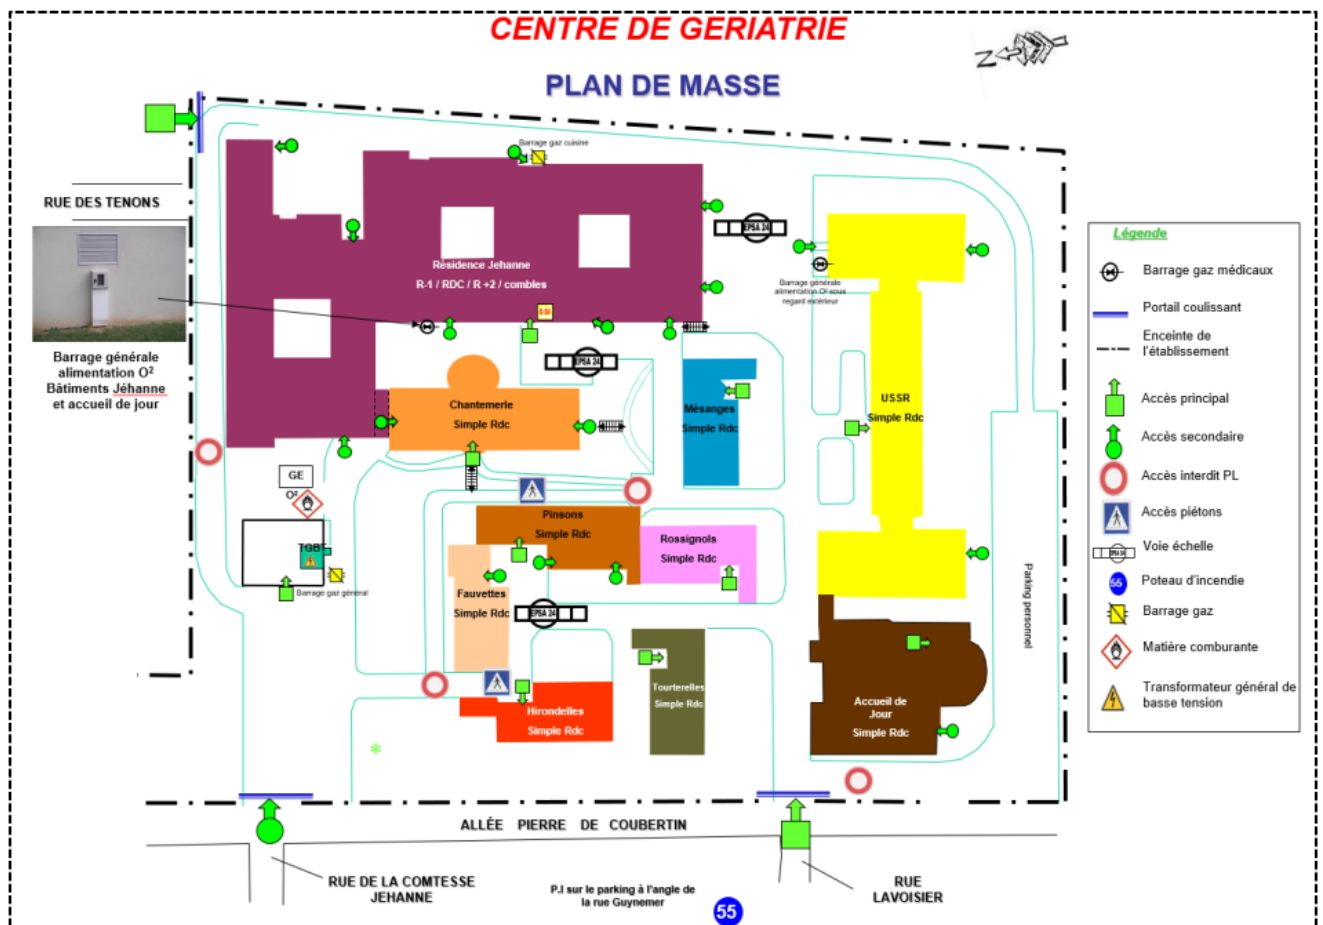 CENTRE DE GERIATRIE
PLAN DE MASSE
N
RUE DES TENONS
Barrage générale
alimentation O²
Bâtiments Jéhanne
et accueil de jour
Barrage gaz cuisine
Résidence Jehanne
R-1 / RDC / R +2 / combles
SSI
EPSA 24
EPSA 24
EPSA 24
Barrage générale
alimentation O² sous
regard extérieur
Chantemerle
Simple Rdc
Mésanges
Simple Rdc
USSR
Simple Rdc
GE
O²
TGBT
Barrage gaz général
Pinsons
Simple Rdc
Rossignols
Simple Rdc
Fauvettes
Simple Rdc
Hirondelles
Simple Rdc
Tourterelles
Simple Rdc
Accueil de
Jour
Simple Rdc
Parking personnel
ALLÉE PIERRE DE COUBERTIN
RUE DE LA COMTESSE
JEHANNE
RUE
LAVOISIER
P.I sur le parking à l'angle de
la rue Guynemer
55
Légende
Barrage gaz médicaux
Portail coulissant
Enceinte de
l'établissement
Accès principal
Accès secondaire
Accès interdit PL
Accès piétons
EPSA 24
Voie échelle
55
Poteau d'incendie
Barrage gaz
Matière comburante
Transformateur général de
basse tension